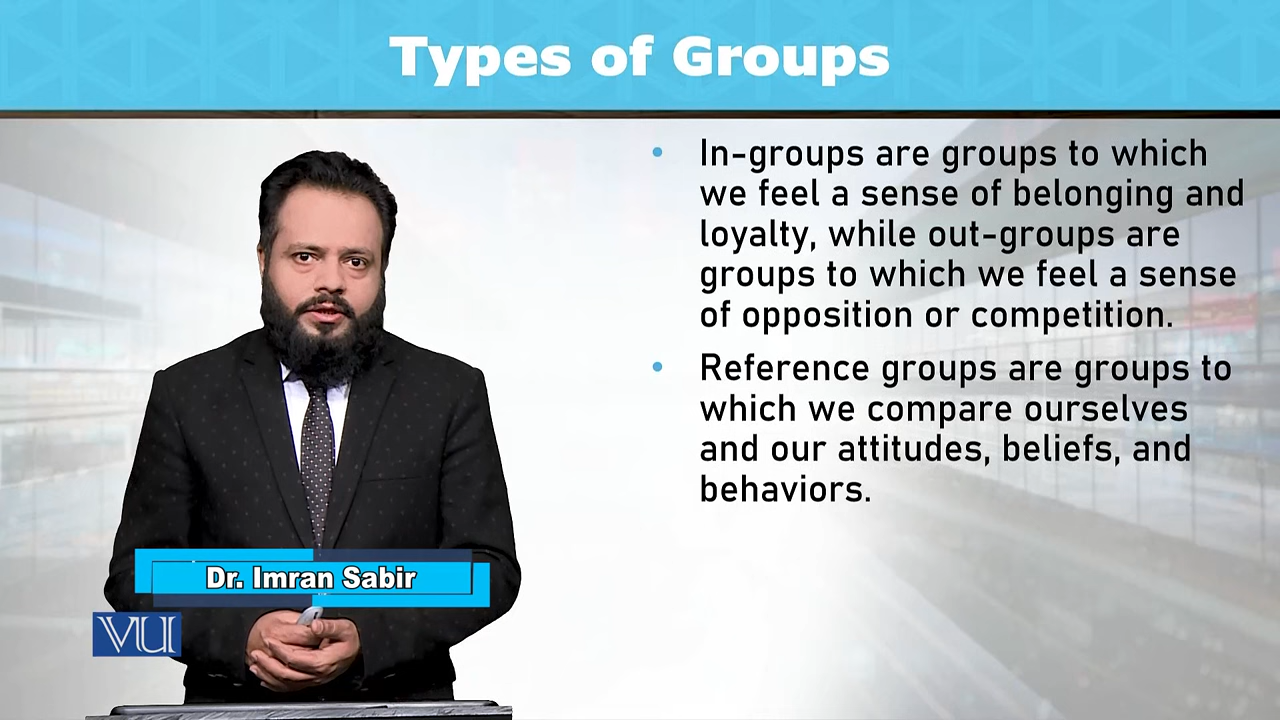 Types of Groups
• In-groups are groups to which
we feel a sense of belonging and
loyalty, while out-groups are
groups to which we feel a sense
of opposition or competition.
• Reference groups are groups to
which we compare ourselves
and our attitudes, beliefs, and
behaviors.
Dr. Imran Sabir
VU